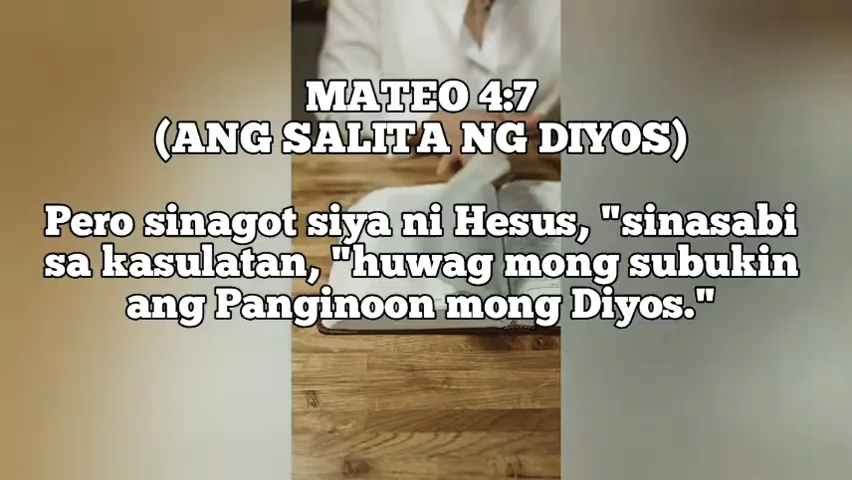 MATEO 4:7
(ANG SALITA NG DIYOS)
Pero sinagot siya ni Hesus, "sinasabi
sa kasulatan, "huwag mong subukin
ang Panginoon mong Diyos."